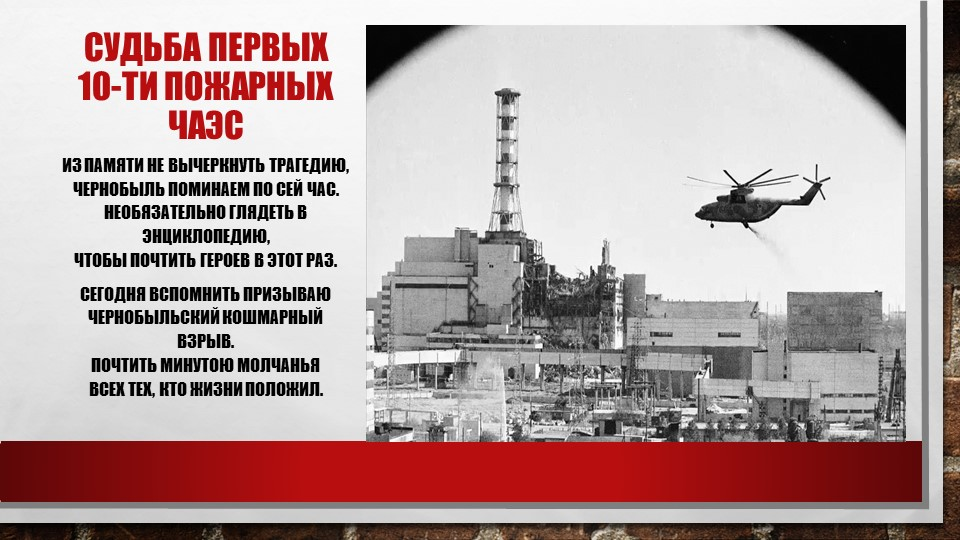 СУДЬБА ПЕРВЫХ
10-ТИ ПОЖАРНЫХ
ЧАЭС
ИЗ ПАМЯТИ НЕ ВЫЧЕРКНУТЬ ТРАГЕДИЮ,
ЧЕРНОБЫЛЬ ПОМИНАЕМ ПО СЕЙ ЧАС.
НЕОБЯЗАТЕЛЬНО ГЛЯДЕТЬ В
ЭНЦИКЛОПЕДИЮ,
ЧТОБЫ ПОЧТИТЬ ГЕРОЕВ В ЭТОТ РАЗ.
СЕГОДНЯ ВСПОМНИТЬ ПРИЗЫВАЮ
ЧЕРНОБЫЛЬСКИЙ КОШМАРНЫЙ
ВЗРЫВ.
ПОЧТИТЬ МИНУТОЮ МОЛЧАНЬЯ
ВСЕХ ТЕХ, КТО ЖИЗНИ ПОЛОЖИЛ.